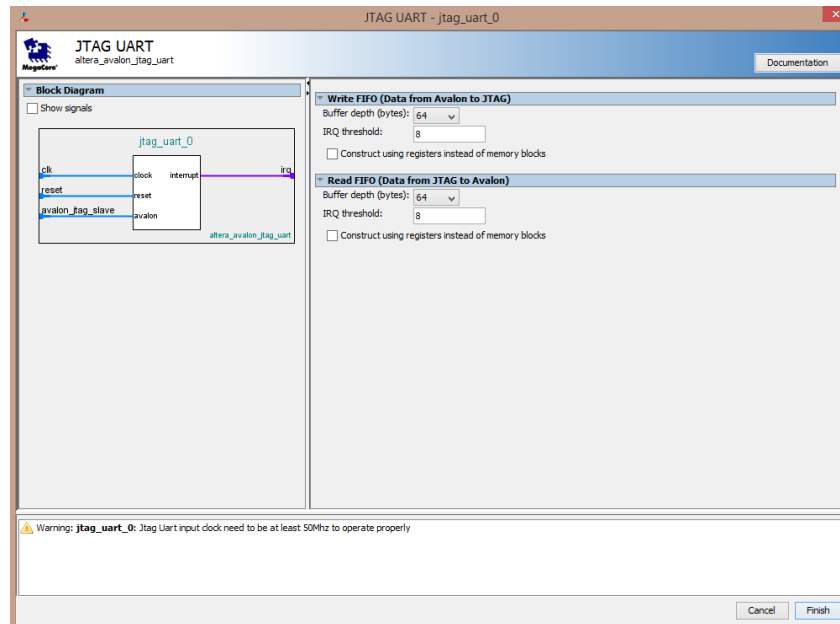 JTAG UART - jtag_uart_0
x
JTAG UART
altera_avalon_jtag_uart
MegaCore'
Documentation
Block Diagram
Show signals
jtag_uart_0
clk
clock
interrupt
irq
reset
reset
avalon_jtag_slave
avalon
altera_avalon_jtag_uart
Write FIFO (Data from Avalon to JTAG)
Buffer depth (bytes): 64
IRQ threshold: 8
Construct using registers instead of memory blocks
Read FIFO (Data from JTAG to Avalon)
Buffer depth (bytes): 64
IRQ threshold: 8
Construct using registers instead of memory blocks
Warning: jtag_uart_0: Jtag Uart input clock need to be at least 50Mhz to operate properly
Cancel
Finish